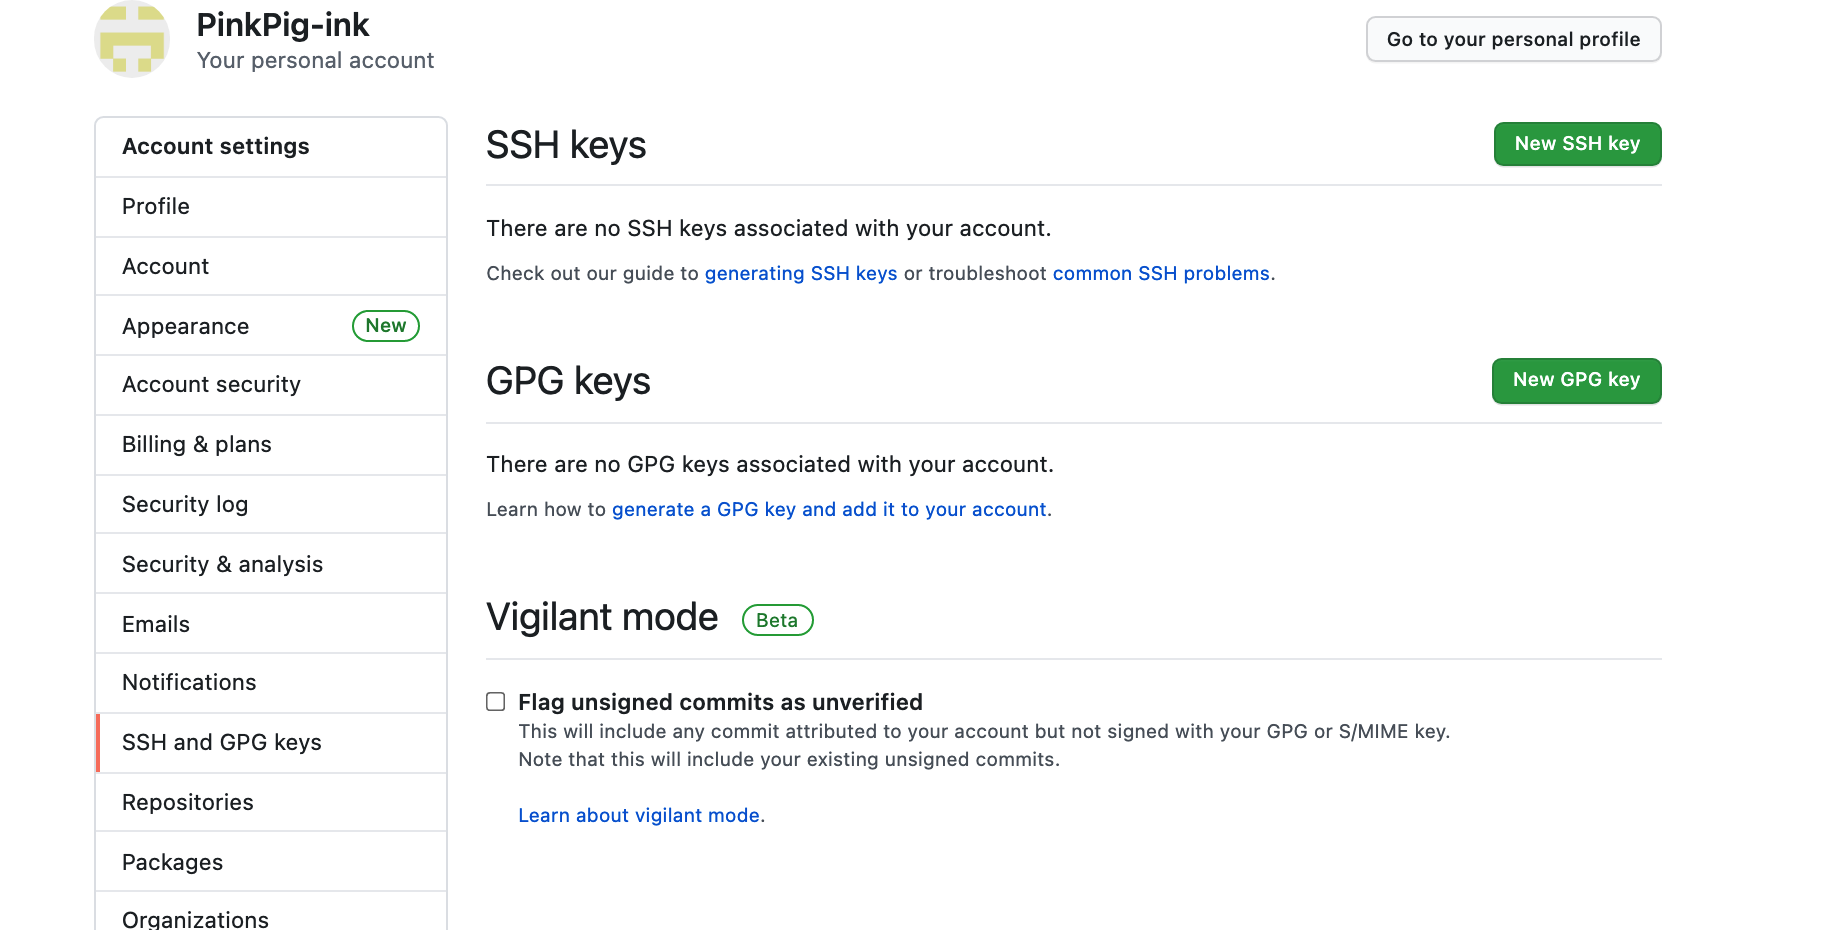 PinkPig-ink
Your personal account
Go to your personal profile
Account settings
Profile
Account
Appearance New
Account security
Billing & plans
Security log
Security & analysis
Emails
Notifications
SSH and GPG keys
Repositories
Packages
Organizations
SSH keys
New SSH key
There are no SSH keys associated with your account.
Check out our guide to generating SSH keys or troubleshoot common SSH problems.
GPG keys
New GPG key
There are no GPG keys associated with your account.
Learn how to generate a GPG key and add it to your account.
Vigilant mode Beta
Flag unsigned commits as unverified
This will include any commit attributed to your account but not signed with your GPG or S/MIME key.
Note that this will include your existing unsigned commits.
Learn about vigilant mode.